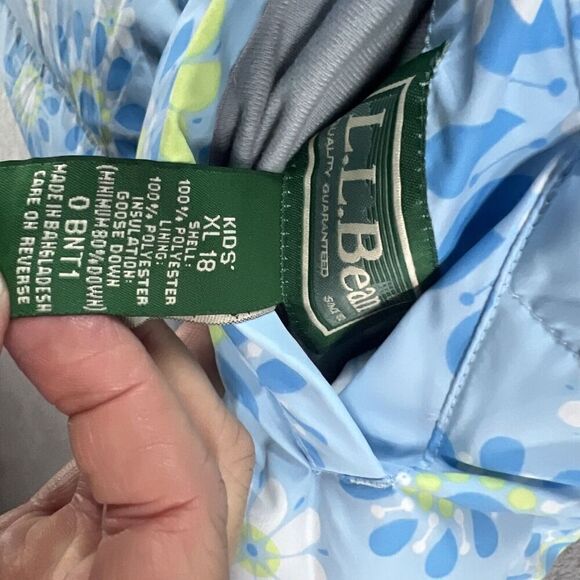 KIDS'
XL 18
SHELL:
100% POLYESTER
LINING:
100% POLYESTER
INSULATION:
GOOSE DOWN
(MINIMUM 80% DOWN)
0 BNT1
MADE IN BANGLADESH
CARE ON REVERSE
L.L.Bean
QUALITY GUARANTEED